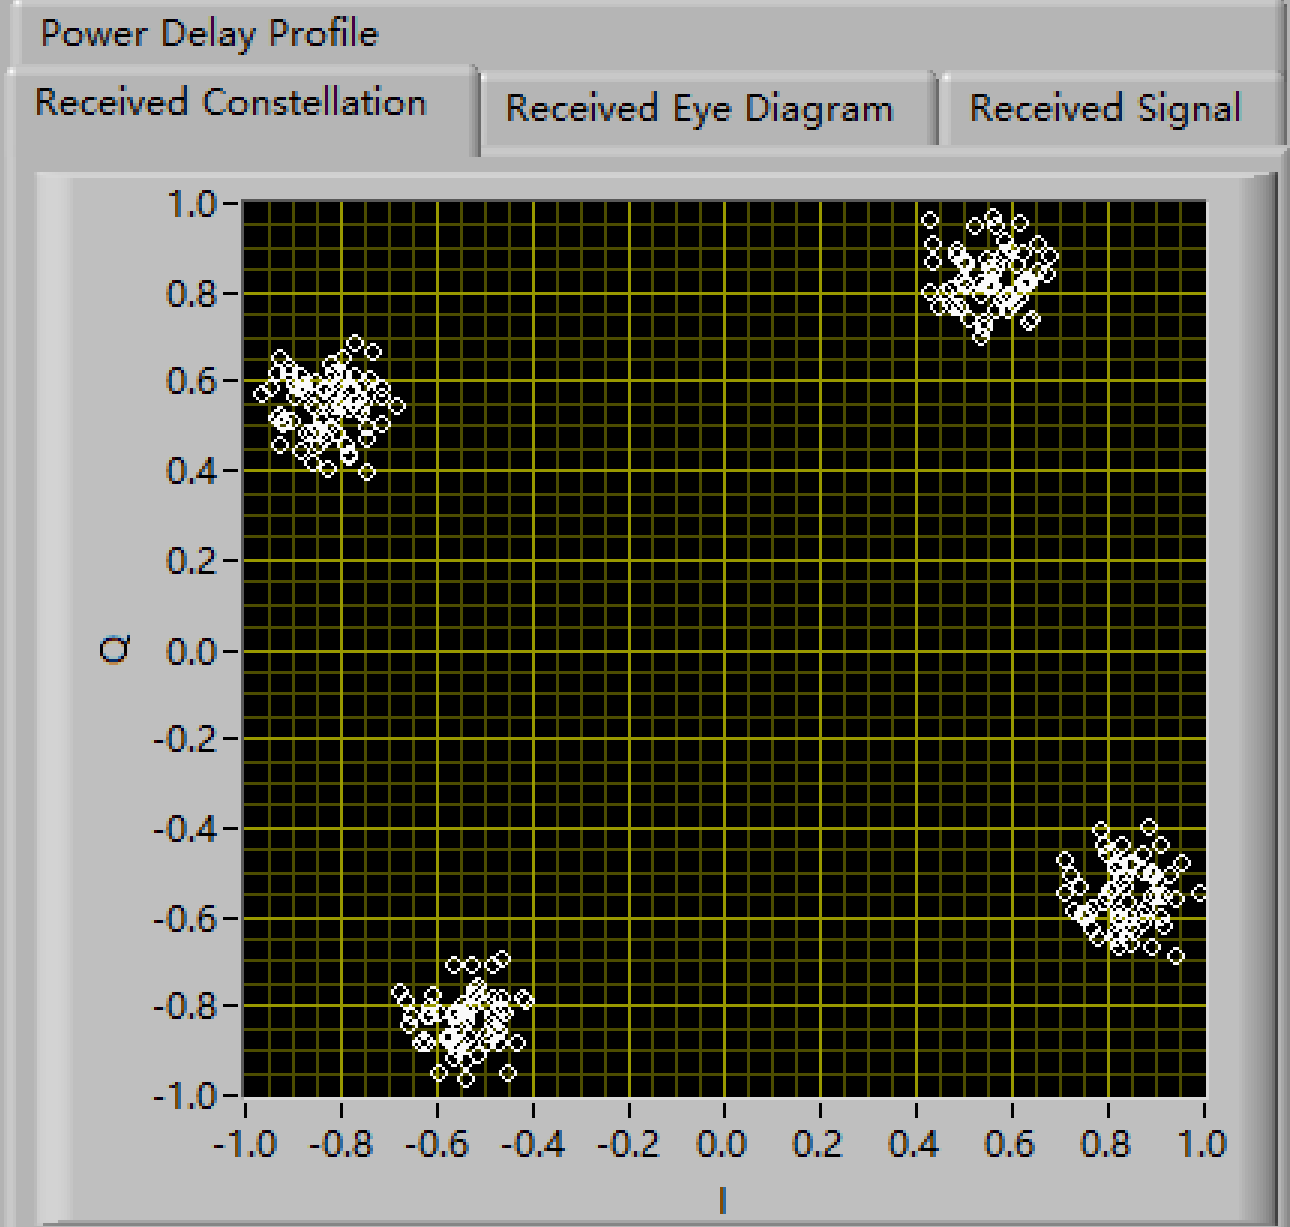 Power Delay Profile
Received Constellation Received Eye Diagram Received Signal
1.0
0.8
0.6
0.4
0.2
0.0
-0.2
-0.4
-0.6
-0.8
-1.0
Q
-1.0 -0.8 -0.6 -0.4 -0.2 0.0 0.2 0.4 0.6 0.8 1.0
I